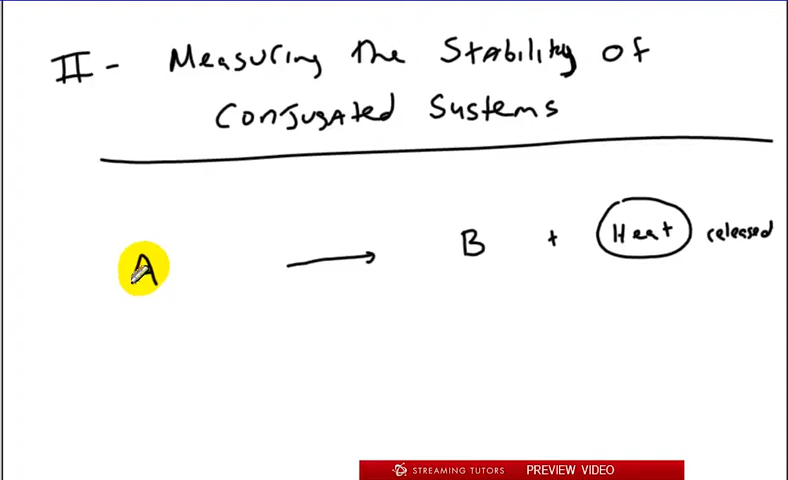 II - Measuring the Stability of
Conjugated Systems
A → B + Heat released
STREAMING TUTORS PREVIEW VIDEO